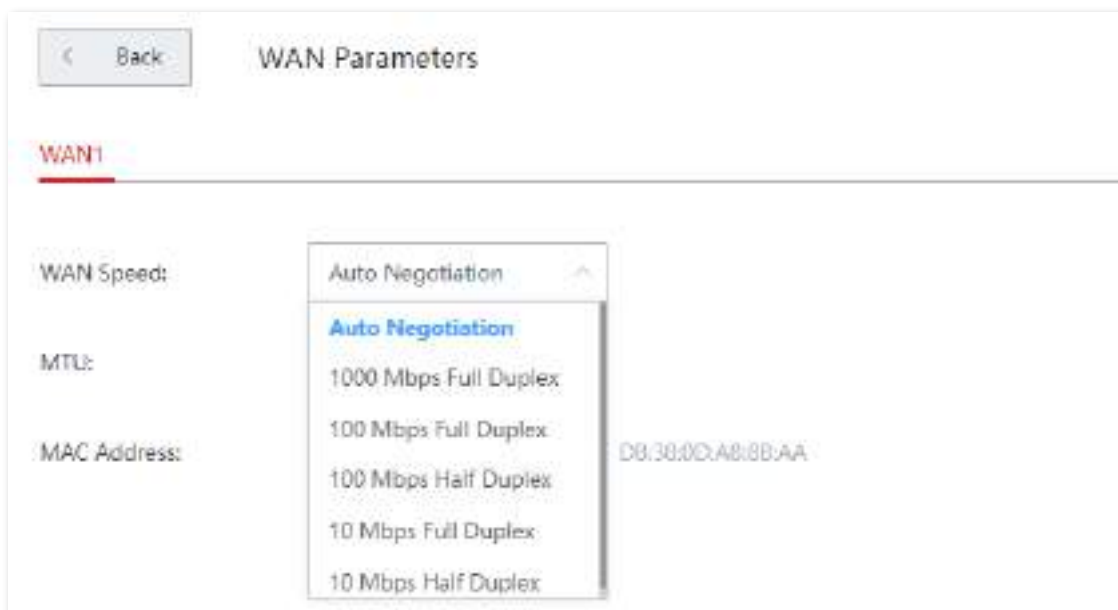 Back
WAN Parameters
WAN1
WAN Speed:
Auto Negotiation
Auto Negotiation
MTU:
1000 Mbps Full Duplex
100 Mbps Full Duplex
MAC Address:
D8:38:0D:A8:8B:AA
100 Mbps Half Duplex
10 Mbps Full Duplex
10 Mbps Half Duplex